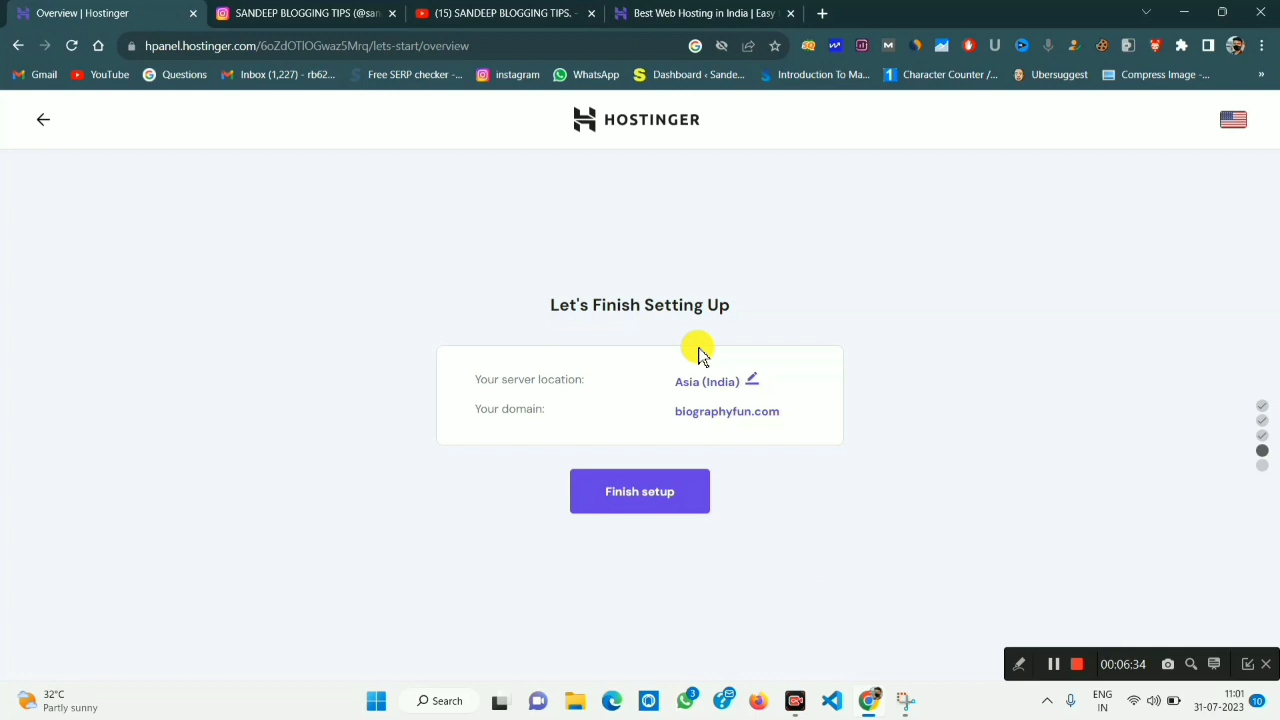 Overview | Hostinger
SANDEEP BLOGGING TIPS (@san
(15) SANDEEP BLOGGING TIPS. -
Best Web Hosting in India | Easy
hpanel.hostinger.com/6oZdOTIOGwaz5Mrq/lets-start/overview
Gmail
YouTube
Questions
Inbox (1,227) - rb62...
Free SERP checker -...
instagram
WhatsApp
Dashboard ‹ Sande...
Introduction To Ma...
Character Counter /...
Ubersuggest
Compress Image -...
HOSTINGER
Let's Finish Setting Up
Your server location: Asia (India)
Your domain: biographyfun.com
Finish setup
00:06:34
32°C
Partly sunny
Search
3
ENG
IN
11:01
31-07-2023
10